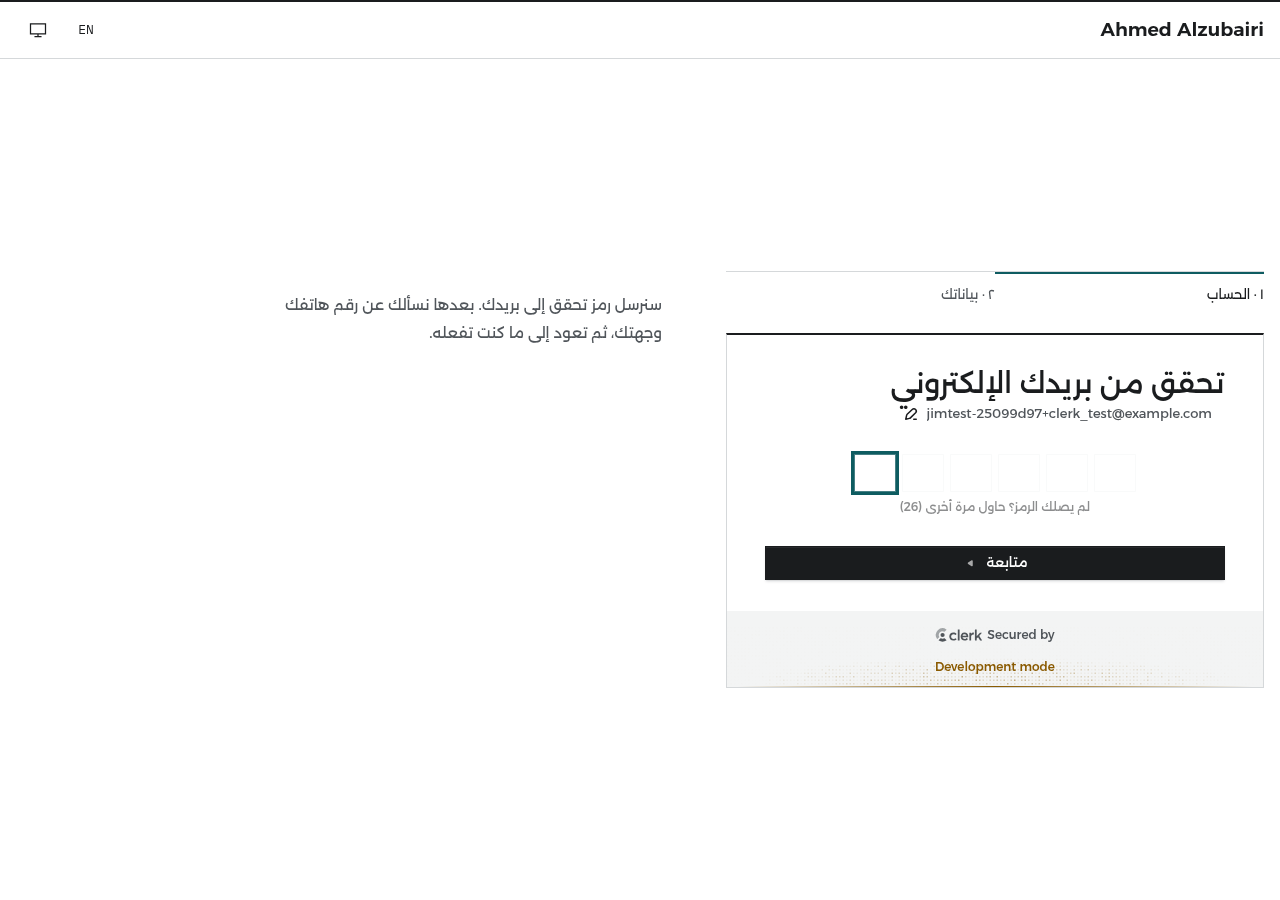 Ahmed Alzubairi
EN
٠١ الحساب
٠٢ بياناتك
سنرسل رمز تحقق إلى بريدك. بعدها نسألك عن رقم هاتفك
وجهتك، ثم تعود إلى ما كنت تفعله.
تحقق من بريدك الإلكتروني
jimtest-25099d97+clerk_test@example.com
لم يصلك الرمز؟ حاول مرة أخرى (26)
متابعة
Secured by clerk
Development mode